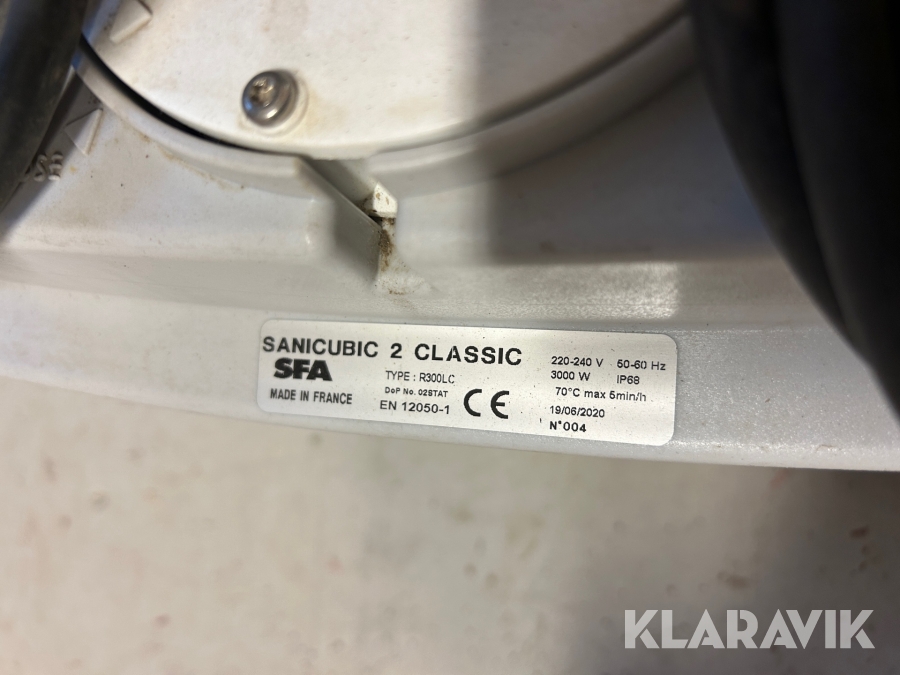 SANICUBIC 2 CLASSIC
SFA
MADE IN FRANCE
TYPE : R300LC
DoP No. 02STAT
EN 12050-1
CE
220-240 V 50-60 Hz
3000 W IP68
70°C max 5min/h
19/06/2020
N°004
KLARAVIK